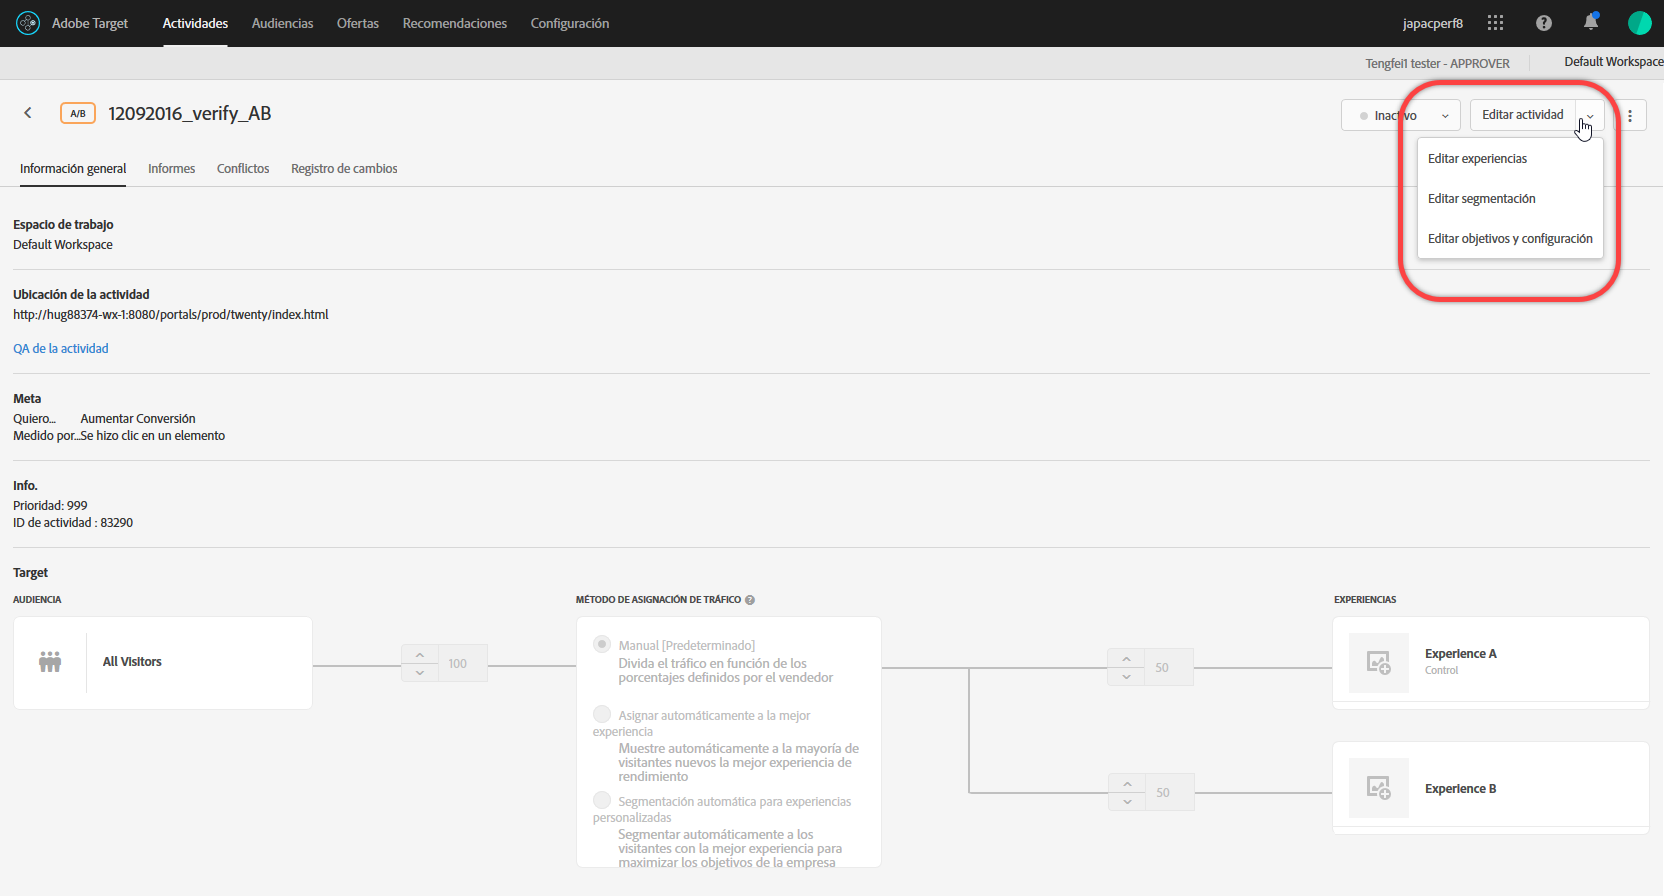 Adobe Target
Actividades
Audiencias
Ofertas
Recomendaciones
Configuración
japacperf8
Tengfei1 tester - APPROVER
Default Workspace
A/B
12092016_verify_AB
Inactivo
Editar actividad
Editar experiencias
Editar segmentación
Editar objetivos y configuración
Información general
Informes
Conflictos
Registro de cambios
Espacio de trabajo
Default Workspace
Ubicación de la actividad
http://hug88374-wx-1:8080/portals/prod/twenty/index.html
QA de la actividad
Meta
Quiero... Aumentar Conversión
Medido por...Se hizo clic en un elemento
Info.
Prioridad: 999
ID de actividad : 83290
Target
AUDIENCIA
All Visitors
100
MÉTODO DE ASIGNACIÓN DE TRÁFICO ?
Manual [Predeterminado]
Divida el tráfico en función de los
porcentajes definidos por el vendedor
Asignar automáticamente a la mejor
experiencia
Muestre automáticamente a la mayoría de
visitantes nuevos la mejor experiencia de
rendimiento
Segmentación automática para experiencias
personalizadas
Segmentar automáticamente a los
visitantes con la mejor experiencia para
maximizar los objetivos de la empresa
50
50
EXPERIENCIAS
Experience A
Control
Experience B